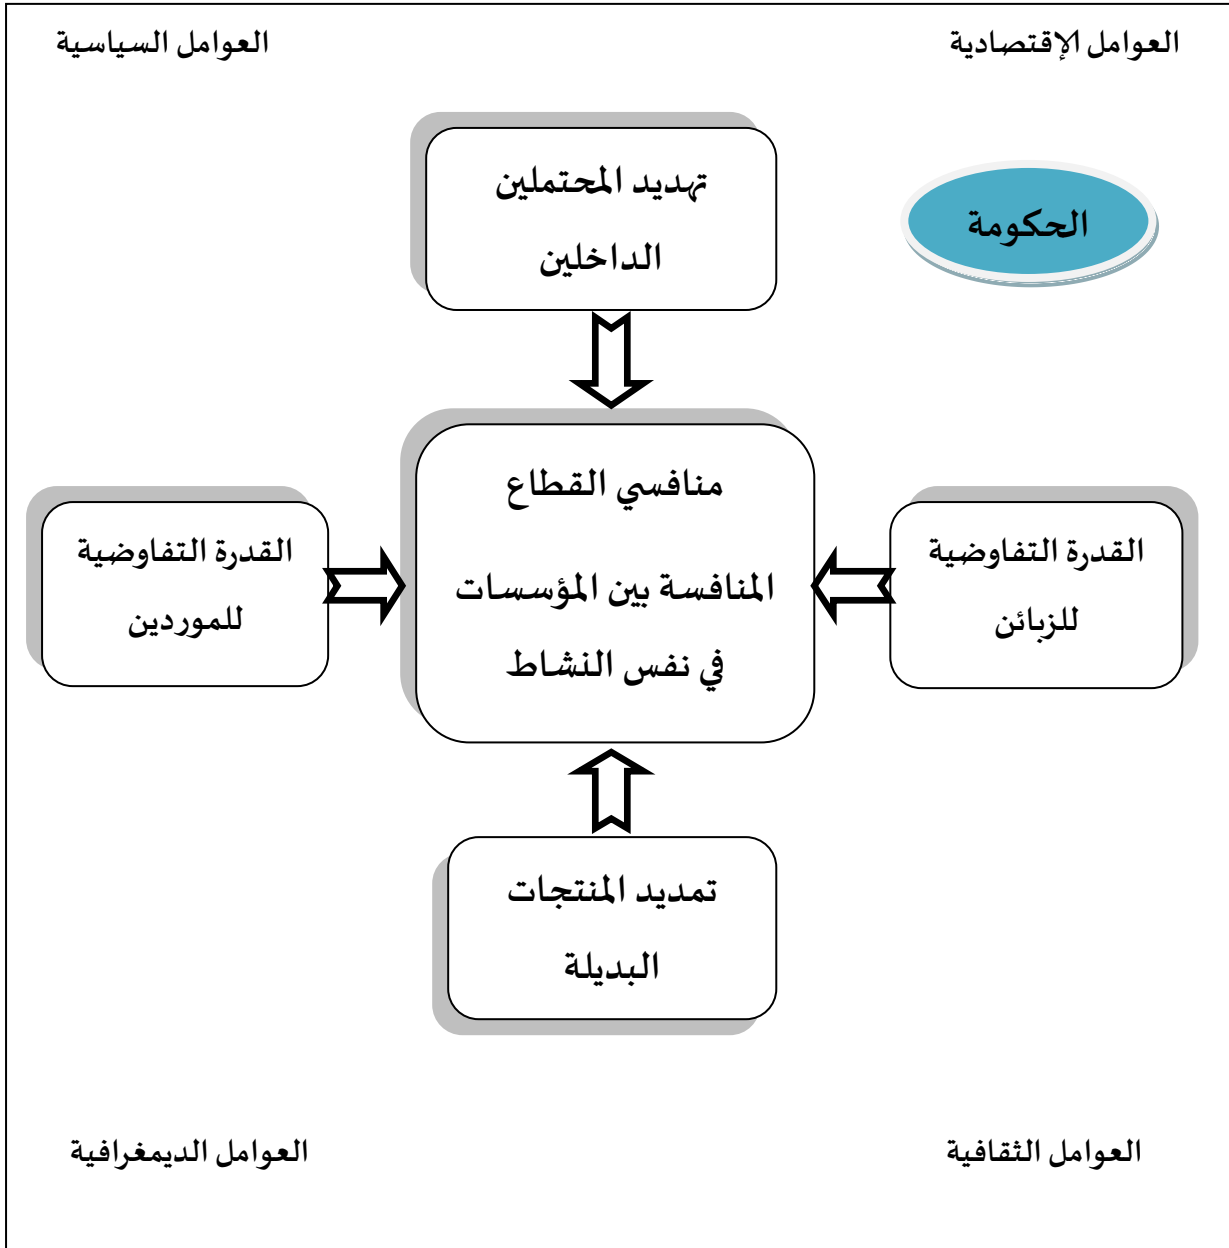 العوامل الإقتصادية
العوامل السياسية
تهديد المحتملين
الداخلين
الحكومة
منافسي القطاع
المنافسة بين المؤسسات
في نفس النشاط
القدرة التفاوضية
للزبائن
القدرة التفاوضية
للموردين
تمديد المنتجات
البديلة
العوامل الثقافية
العوامل الديمغرافية